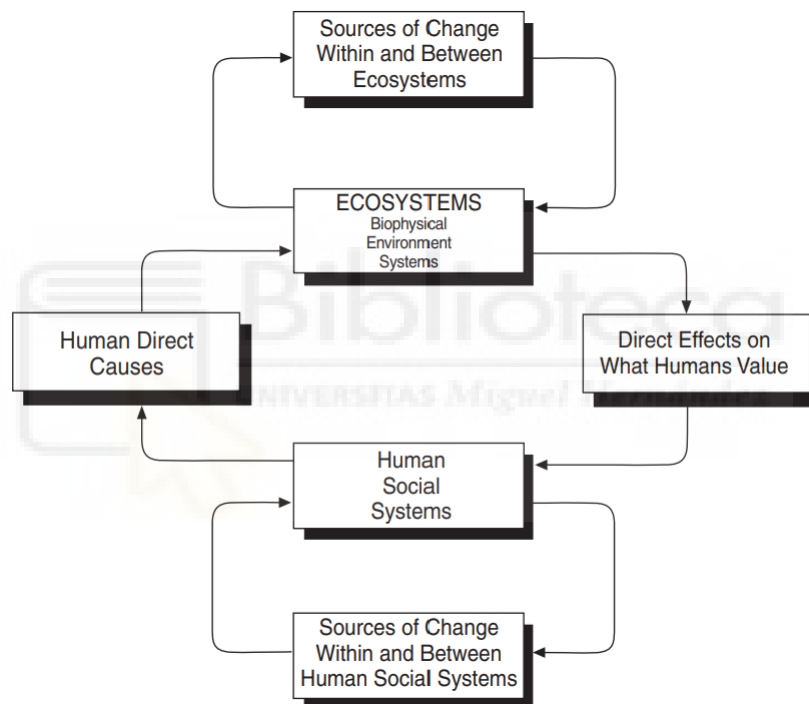 Sources of Change
Within and Between
Ecosystems
ECOSYSTEMS
Biophysical
Environment
Systems
Human Direct
Causes
Direct Effects on
What Humans Value
Biblioteca
UNIVERSITAS Miguel Hernández
Human
Social
Systems
Sources of Change
Within and Between
Human Social Systems